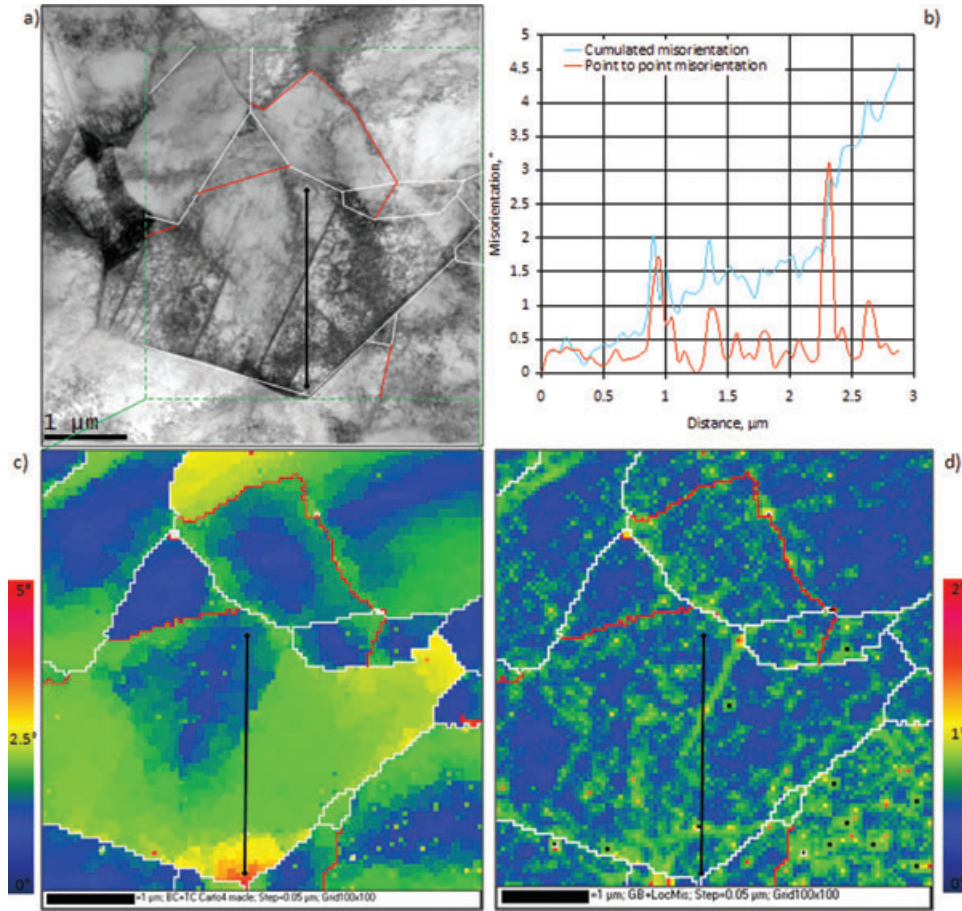 a)
1 µm
b)
Cumulated misorientation
Point to point misorientation
Misorientation,°
5
4.5
4
3.5
3
2.5
2
1.5
1
0.5
0
0 0.5 1 1.5 2 2.5 3
Distance, µm
c)
5°
2.5°
0°
=1 µm; BC+TC Carto4 macle; Step=0.05 µm; Grid100x100
d)
2°
1°
0°
=1 µm; GB+LocMis; Step=0.05 µm; Grid100x100